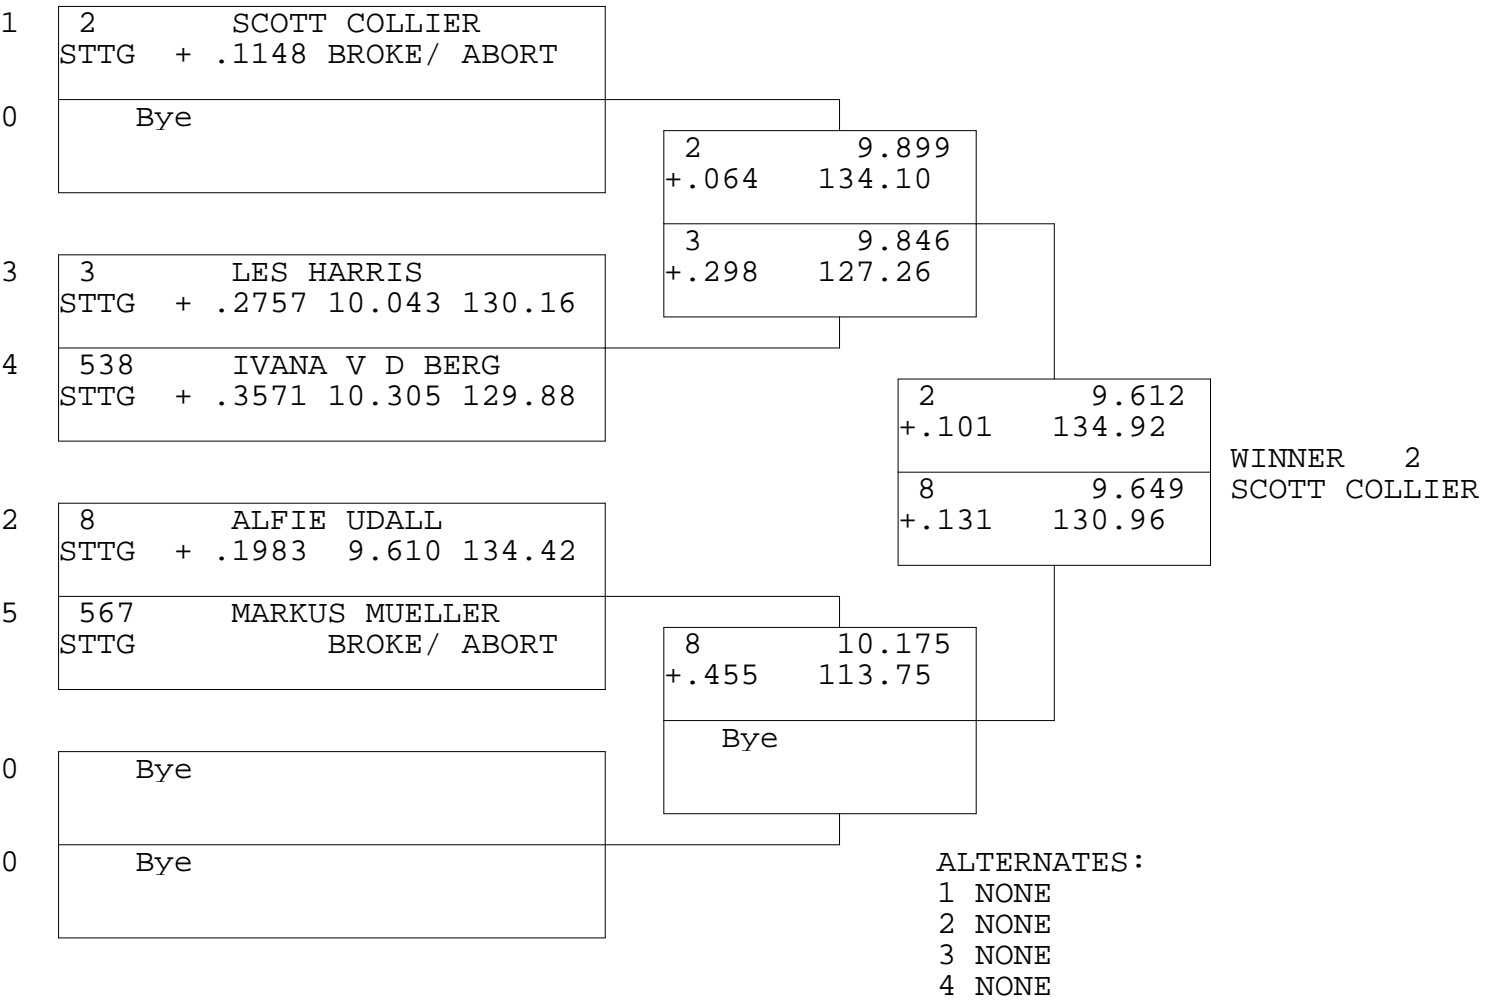 1 2 SCOTT COLLIER
STTG + .1148 BROKE/ ABORT
0 Bye
3 3 LES HARRIS
STTG + .2757 10.043 130.16
4 538 IVANA V D BERG
STTG + .3571 10.305 129.88
2 8 ALFIE UDALL
STTG + .1983 9.610 134.42
5 567 MARKUS MUELLER
STTG BROKE/ ABORT
0 Bye
0 Bye
2 9.899
+.064 134.10
3 9.846
+.298 127.26
8 10.175
+.455 113.75
Bye
2 9.612
+.101 134.92
8 9.649
+.131 130.96
WINNER 2
SCOTT COLLIER
ALTERNATES:
1 NONE
2 NONE
3 NONE
4 NONE